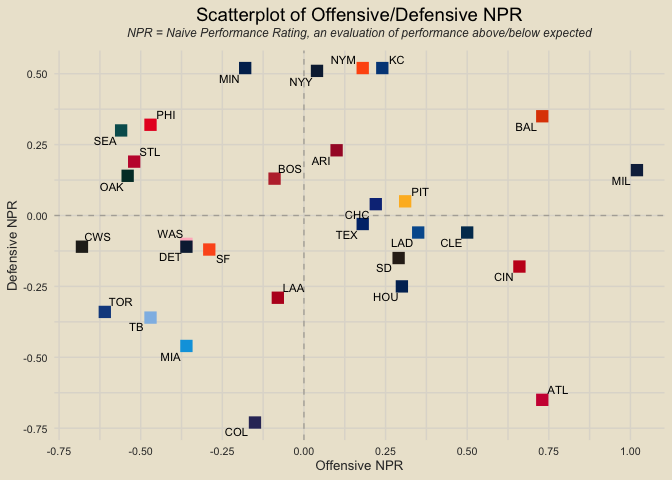 Scatterplot of Offensive/Defensive NPR
NPR = Naive Performance Rating, an evaluation of performance above/below expected
Defensive NPR
0.50
0.25
0.00
-0.25
-0.50
-0.75
MIN
NYY
NYM
KC
BAL
PHI
SEA
STL
OAK
ARI
BOS
MIL
PIT
CHC
TEX
CWS
WAS
DET
SF
LAD
CLE
SD
CIN
HOU
LAA
TOR
TB
MIA
COL
ATL
-0.75 -0.50 -0.25 0.00 0.25 0.50 0.75 1.00
Offensive NPR